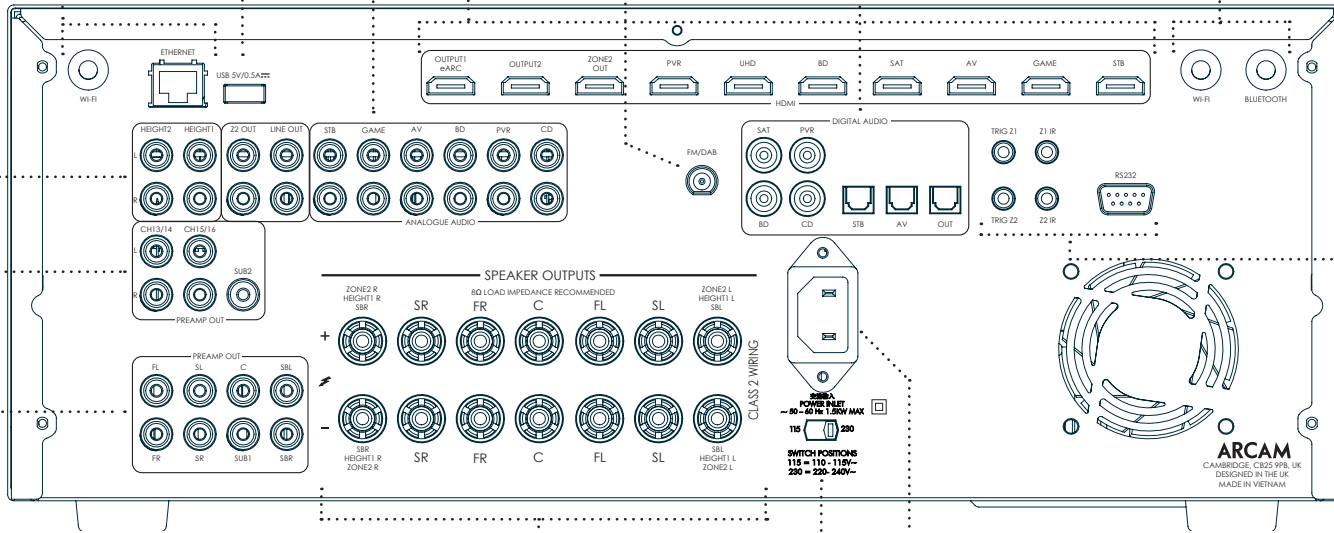 WI-FI
ETHERNET
USB 5V/0.5A
OUTPUT1
eARC
OUTPUT2
ZONE2
OUT
PVR
UHD
BD
SAT
AV
GAME
STB
HDMI
WI-FI
BLUETOOTH
HEIGHT2
HEIGHT1
L
R
Z2 OUT
LINE OUT
STB
GAME
AV
BD
PVR
CD
ANALOGUE AUDIO
FM/DAB
DIGITAL AUDIO
SAT
PVR
BD
CD
STB
AV
OUT
TRIG Z1
Z1 IR
TRIG Z2
Z2 IR
RS232
CH13/14
CH15/16
L
R
SUB2
PREAMP OUT
SPEAKER OUTPUTS
8Ω LOAD IMPEDANCE RECOMMENDED
ZONE2 R
HEIGHT1 R
SBR
SR
FR
C
FL
SL
ZONE2 L
HEIGHT1 L
SBL
+
−
SBR
HEIGHT1 R
ZONE2 R
SR
FR
C
FL
SL
SBL
HEIGHT1 L
ZONE2 L
CLASS 2 WIRING
PREAMP OUT
FL
SL
C
SBL
FR
SR
SUB1
SBR
POWER INLET
~ 50 – 60 Hz 1.5KW MAX
115
230
SWITCH POSITIONS
115 = 110 - 115V~
230 = 220- 240V~
ARCAM
CAMBRIDGE, CB25 9PB, UK
DESIGNED IN THE UK
MADE IN VIETNAM